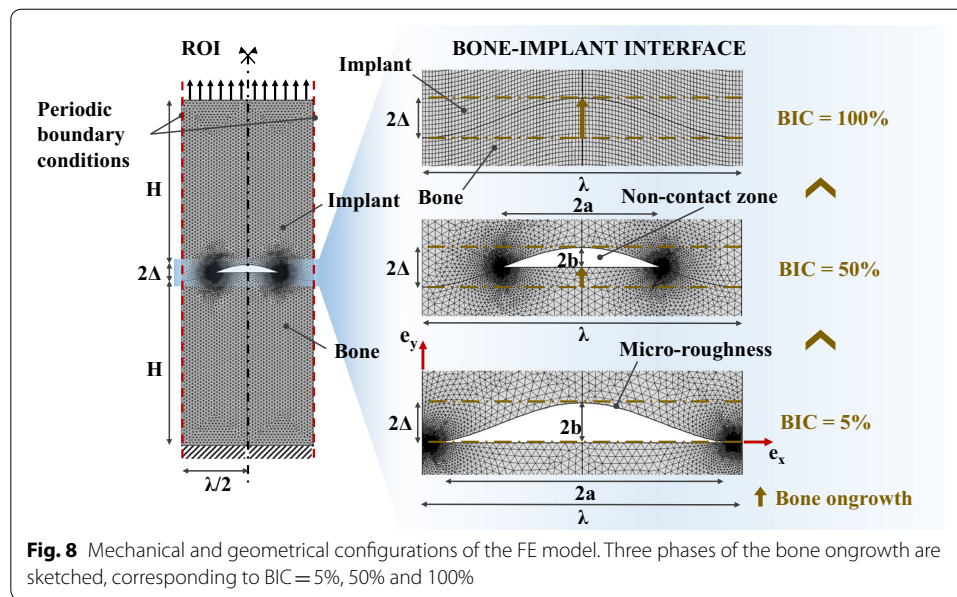 ROI
BONE-IMPLANT INTERFACE
Periodic
boundary
conditions
H
2Δ
H
Implant
Bone
λ/2
Implant
2Δ
Bone
λ
BIC = 100%
2a
Non-contact zone
2Δ
2b
λ
BIC = 50%
e_y
Micro-roughness
2Δ
2b
BIC = 5%
e_x
2a
λ
Bone ongrowth
Fig. 8 Mechanical and geometrical configurations of the FE model. Three phases of the bone ongrowth are
sketched, corresponding to BIC = 5%, 50% and 100%